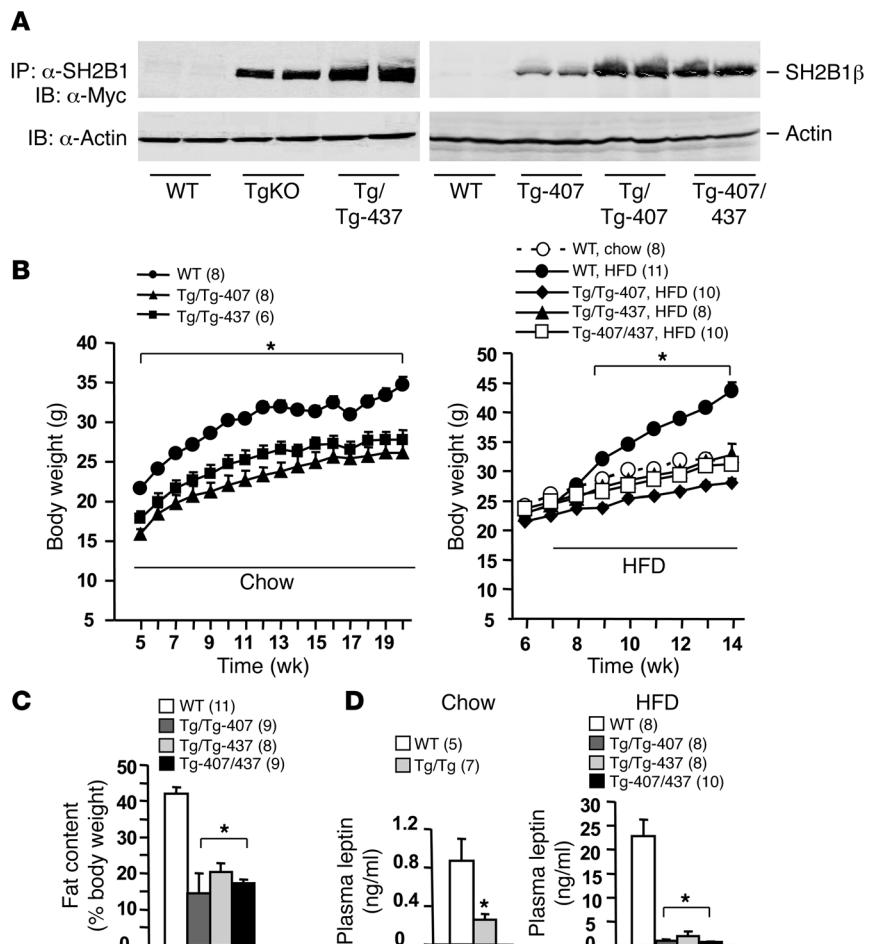 A
IP: α-SH2B1
IB: α-Myc
SH2B1β
IB: α-Actin
Actin
WT
TgKO
Tg/
Tg-437
WT
Tg-407
Tg/
Tg-407
Tg-407/
437
B
WT (8)
Tg/Tg-407 (8)
Tg/Tg-437 (6)
*
Body weight (g)
40
35
30
25
20
15
10
5
Chow
5 7 9 11 13 15 17 19
Time (wk)
WT, chow (8)
WT, HFD (11)
Tg/Tg-407, HFD (10)
Tg/Tg-437, HFD (8)
Tg-407/437, HFD (10)
*
Body weight (g)
50
45
40
35
30
25
20
15
10
5
HFD
6 8 10 12 14
Time (wk)
C
WT (11)
Tg/Tg-407 (9)
Tg/Tg-437 (8)
Tg-407/437 (9)
*
Fat content
(% body weight)
50
40
30
20
10
0
D
Chow
WT (5)
Tg/Tg (7)
*
Plasma leptin
(ng/ml)
1.2
0.8
0.4
0
HFD
WT (8)
Tg/Tg-407 (8)
Tg/Tg-437 (8)
Tg-407/437 (10)
*
Plasma leptin
(ng/ml)
30
25
20
15
10
5
0